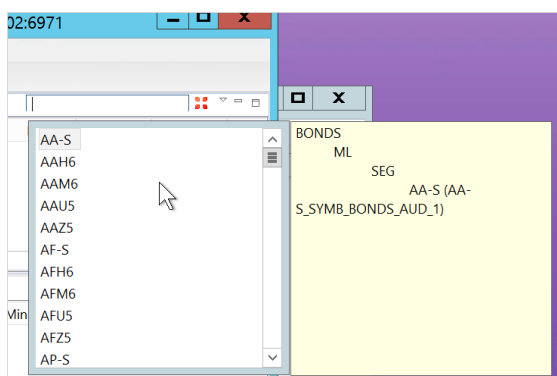 02:6971
AA-S
AAH6
AAM6
AAU5
AAZ5
AF-S
AFH6
AFM6
AFU5
AFZ5
AP-S
Min
BONDS
ML
SEG
AA-S (AA-
S_SYMB_BONDS_AUD_1)